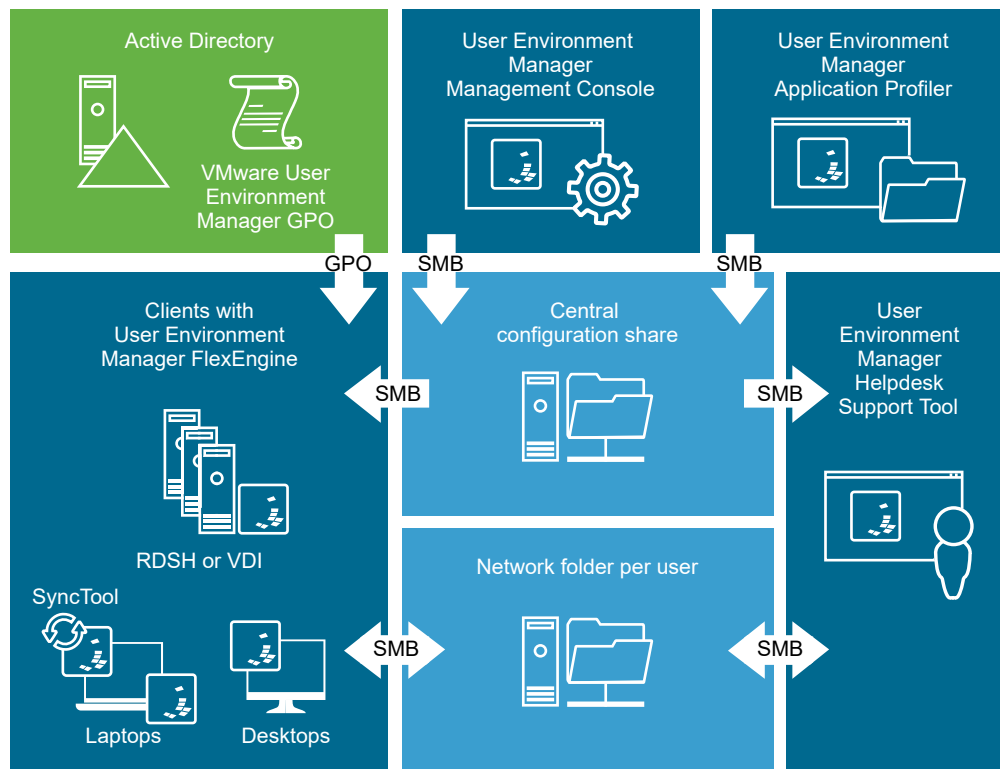 Active Directory
VMware User
Environment
Manager GPO
User Environment
Manager
Management Console
User Environment
Manager
Application Profiler
GPO
SMB
SMB
Clients with
User Environment
Manager FlexEngine
RDSH or VDI
SyncTool
Laptops
Desktops
SMB
Central
configuration share
SMB
User
Environment
Manager
Helpdesk
Support Tool
SMB
Network folder per user
SMB